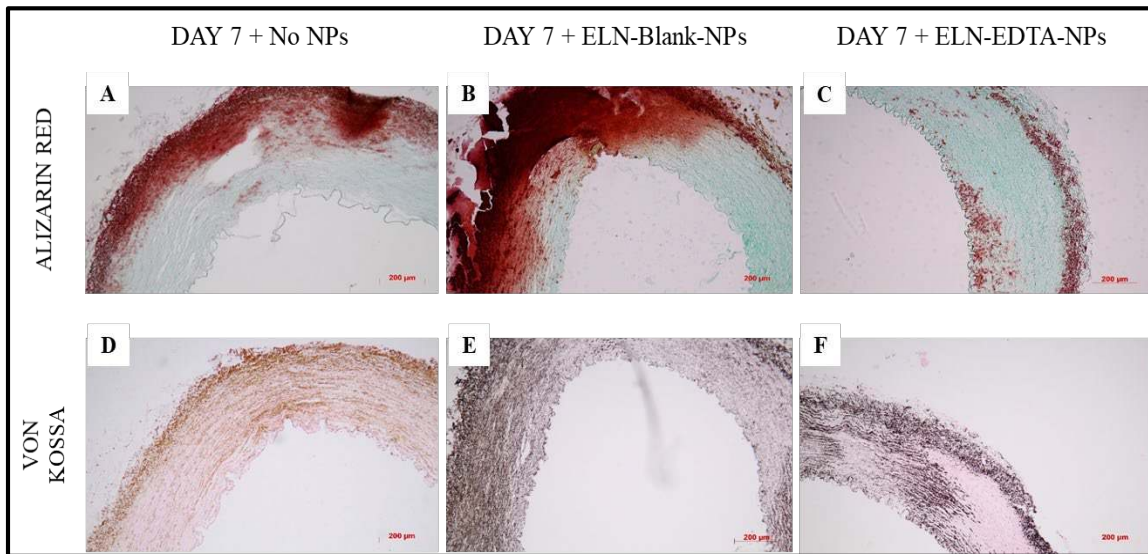 DAY 7 + No NPs
DAY 7 + ELN-Blank-NPs
DAY 7 + ELN-EDTA-NPs
ALIZARIN RED
A
B
C
200 μm
200 μm
200 μm
VON
KOSSA
D
E
F
200 μm
200 μm
200 μm